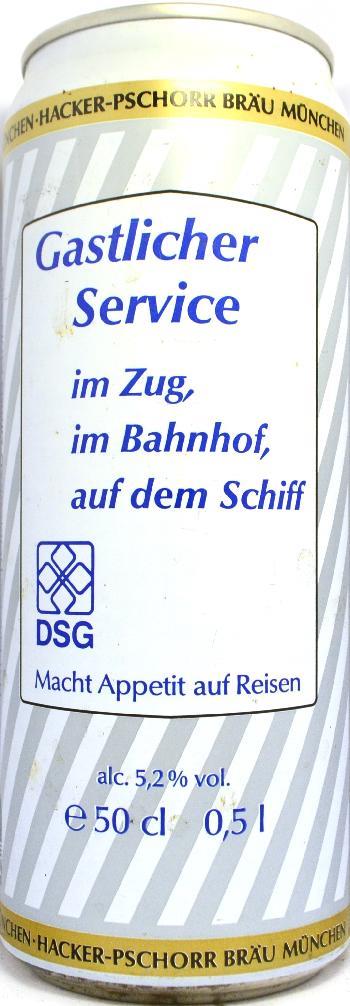 NCHEN·HACKER-PSCHORR BRÄU MÜNCHEN
Gastlicher
Service
im Zug,
im Bahnhof,
auf dem Schiff
DSG
Macht Appetit auf Reisen
alc. 5,2% vol.
℮ 50 cl 0,5 l
NCHEN·HACKER-PSCHORR BRÄU MÜNCHEN